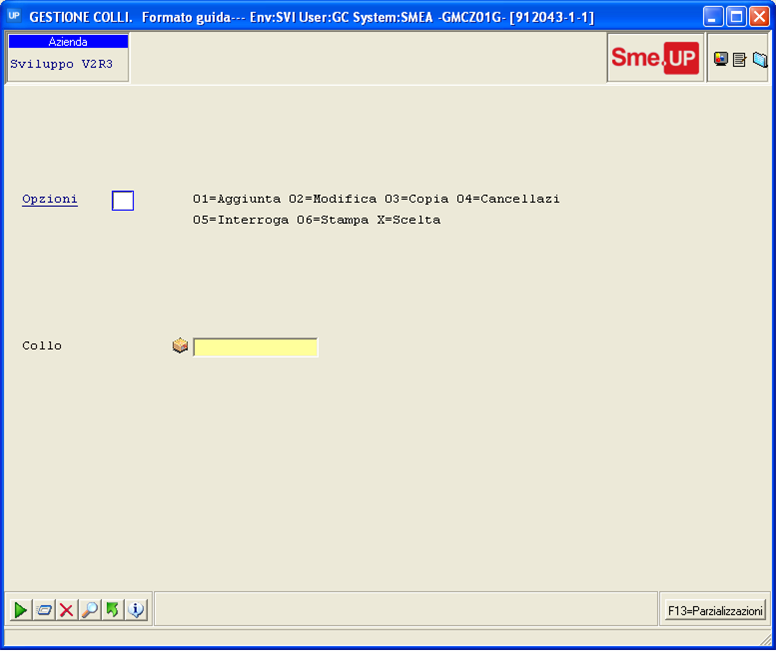 UP GESTIONE COLLI. Formato guida--- Env:SVI User:GC System:SMEA -GMCZ01G- [912043-1-1]
Azienda
Sviluppo V2R3
Sme.UP
Opzioni 01=Aggiunta 02=Modifica 03=Copia 04=Cancellazi
05=Interroga 06=Stampa X=Scelta
Collo
F13=Parzializzazioni